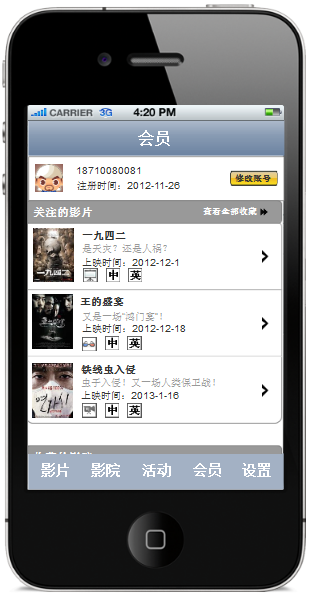 CARRIER 3G 4:20 PM
会员
18710080081
注册时间：2012-11-26
修改账号
关注的影片
查看全部收藏
一九四二
是天灾？还是人祸？
上映时间：2012-12-1
中 英
王的盛宴
又是一场“鸿门宴”！
上映时间：2012-12-18
中 英
铁线虫入侵
虫子入侵！又一场人类保卫战！
上映时间：2013-1-16
中 英
影片 影院 活动 会员 设置